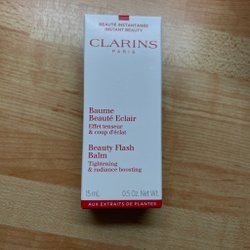 BEAUTÉ INSTANTANÉE
INSTANT BEAUTY
CLARINS
PARIS
Baume
Beauté Eclair
Effet tenseur
& coup d'éclat
Beauty Flash
Balm
Tightening
& radiance boosting
15 mL 0.5 Oz. Net Wt.
AUX EXTRAITS DE PLANTES